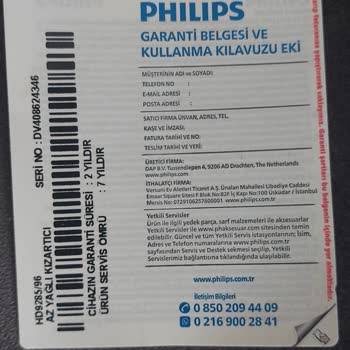 PHILIPS
GARANTİ BELGESİ VE
KULLANMA KILAVUZU EKİ
MÜŞTERİNİN ADI ve SOYADI:
TELEFON NO :
E-MAIL ADRESİ :
POSTA ADRESİ :
SATICI FİRMA ÜNVAN, ADRES, TEL,
KAŞE VE İMZASI:
FATURA TARİHİ VE NO:
TESLİM TARİHİ VE YERİ:
ÜRETİCİ FİRMA:
DAP B.V. Tussendiepen 4, 9206 AD Drachten, The Netherlands
www.philips.com
İTHALATÇI FİRMA:
Versuni Ev Aletleri Ticaret A.Ş. Ünalan Mahallesi Libadiye Caddesi
Emaar Square Sitesi F Blok No:82F İç Kapı No:100 Üsküdar / İstanbul
Mersis No: 0729106257800001 www.philips.com.tr
Yetkili Servisler
Ürün ile ilgili yedek parça, sarf malzemeleri ile aksesuarlar
Yetkili Servisler ile www.phaksesuar.com sitesinden temin
edilebilir. Güncel ve tüm Yetkili Servis istasyonlarının; İsim,
Adres ve Telefon numaralarına www.philips.com.tr
sayfasından Servis ve Destek sekmesi seçilip, Yetkili
Servislerimiz bağlantısına tıklandığında ulaşılabilir.
www.philips.com.tr
İletişim Bilgileri
0 850 209 44 09
0 216 900 28 41
SERI NO : DV408624346
HD9285/96
AZ YAGLI KIZARTICI
CİHAZIN GARANTİ SÜRESİ : 2 YILDIR
ÜRÜN SERVİS ÖMRÜ : 7 YILDIR